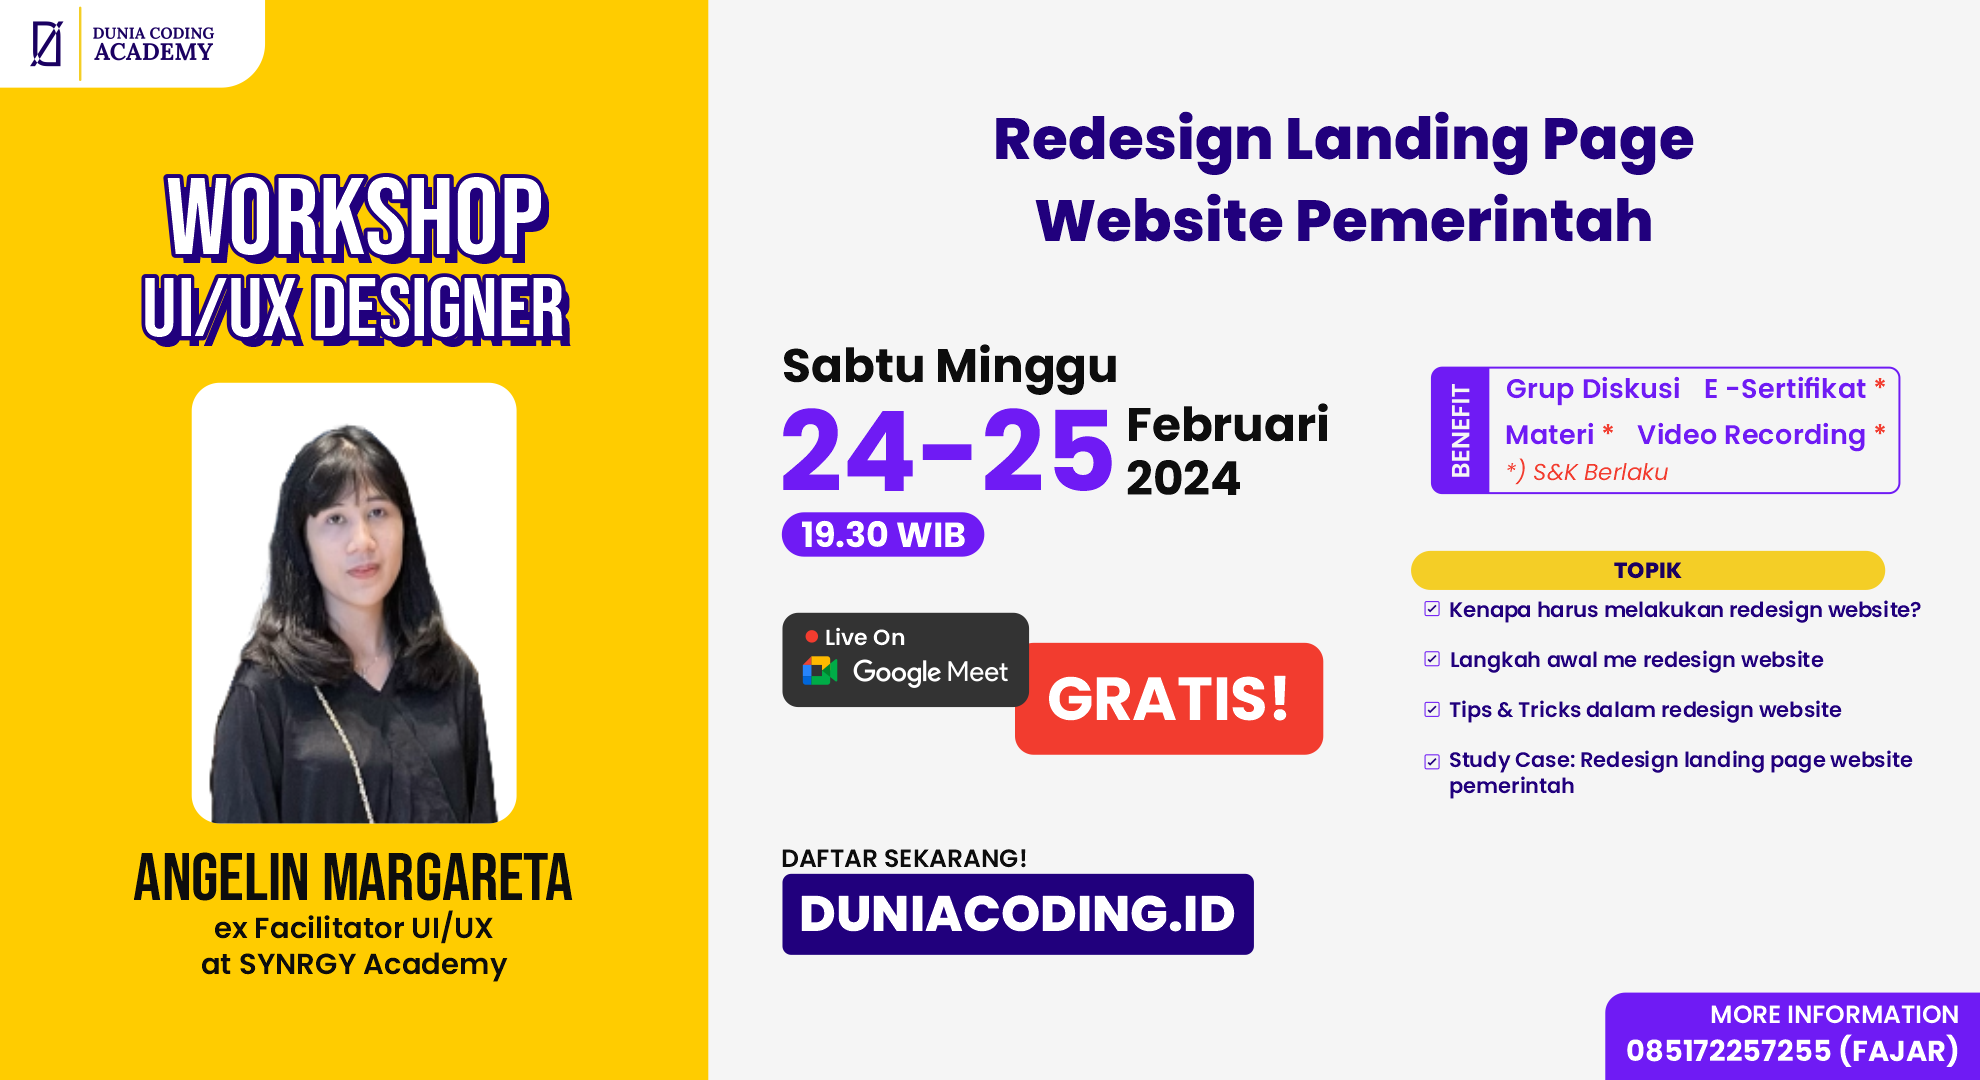 DUNIA CODING
ACADEMY
WORKSHOP
UI/UX DESIGNER
ANGELIN MARGARETA
ex Facilitator UI/UX
at SYNRGY Academy
Redesign Landing Page
Website Pemerintah
Sabtu Minggu
24-25
Februari
2024
19.30 WIB
Live On
Google Meet
GRATIS!
DAFTAR SEKARANG!
DUNIACODING.ID
BENEFIT
Grup Diskusi E -Sertifikat *
Materi * Video Recording *
*) S&K Berlaku
TOPIK
Kenapa harus melakukan redesign website?
Langkah awal me redesign website
Tips & Tricks dalam redesign website
Study Case: Redesign landing page website
pemerintah
MORE INFORMATION
085172257255 (FAJAR)